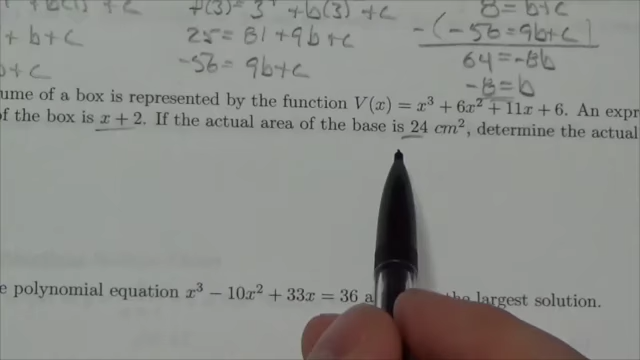 f(3) = 3 + b(3) + c
8 = b+c
+ b + c
25 = 81 + 9b + c
-(-56 = 9b+c)
+ c
-56 = 9b+c
64 = -8b
-8 = b
ume of a box is represented by the function V(x) = x³ + 6x² + 11x + 6. An expr
of the box is x + 2. If the actual area of the base is 24 cm², determine the actual
e polynomial equation x³ − 10x² + 33x = 36 a the largest solution.